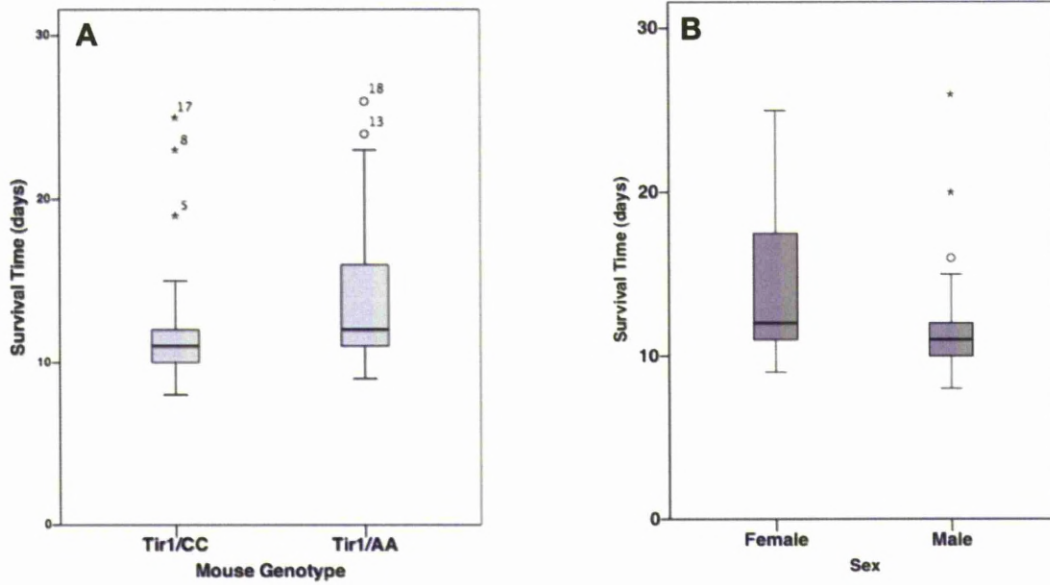 A
30
20
10
0
Survival Time (days)
*17
*8
*5
18
13
Tir1/CC
Tir1/AA
Mouse Genotype
B
30
20
10
0
Survival Time (days)
*
*
Female
Male
Sex